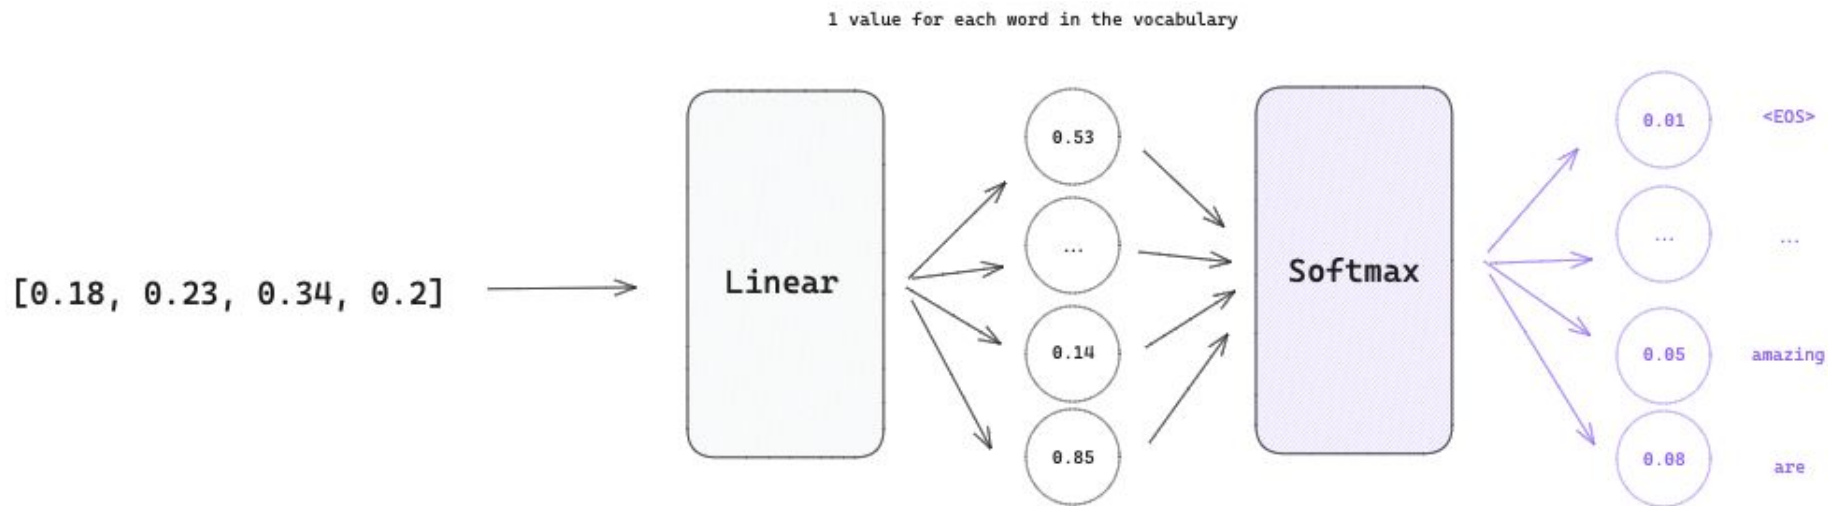 1 value for each word in the vocabulary
[0.18, 0.23, 0.34, 0.2]
Linear
0.53
...
0.14
0.85
Softmax
0.01 <EOS>
... ...
0.05 amazing
0.08 are